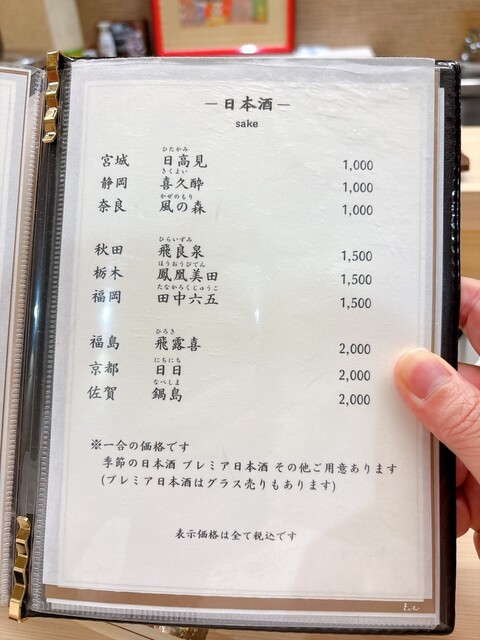 ―日本酒―
sake
ひたかみ
宮城 日高見 1,000
きくよい
静岡 喜久酔 1,000
かぜのもり
奈良 風の森 1,000
ひらいずみ
秋田 飛良泉 1,500
ほうおうびでん
栃木 鳳凰美田 1,500
たなかろくじゅうご
福岡 田中六五 1,500
ひろき
福島 飛露喜 2,000
にちにち
京都 日日 2,000
なべしま
佐賀 鍋島 2,000
※一合の価格です
季節の日本酒 プレミア日本酒 その他ご用意あります
(プレミア日本酒はグラス売りもあります)
表示価格は全て税込です